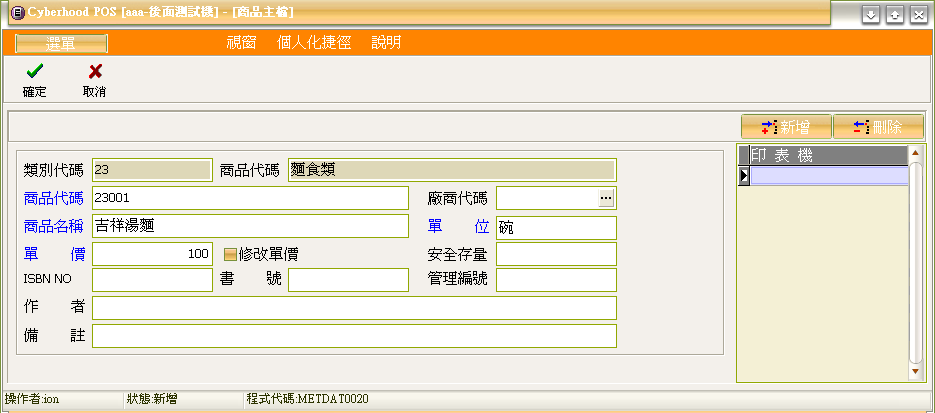 Cyberhood POS [aaa-後面測試機] - [商品主檔]
選單 視窗 個人化捷徑 說明
確定 取消
新增 刪除
類別代碼 23 商品代碼 麵食類
商品代碼 23001 廠商代碼 ...
商品名稱 吉祥湯麵 單 位 碗
單 價 100 修改單價 安全存量
ISBN NO 書 號 管理編號
作 者
備 註
印 表 機
操作者:ion 狀態:新增 程式代碼:METDAT0020